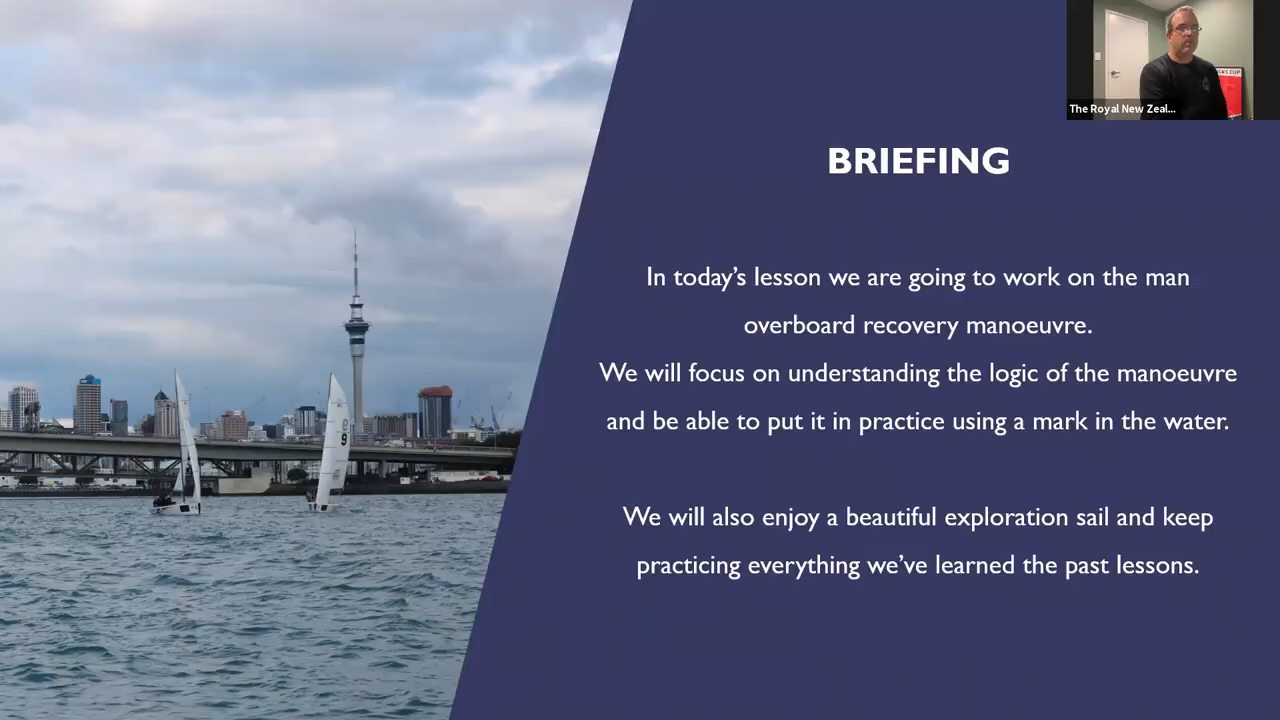 The Royal New Zeal...
BRIEFING
In today’s lesson we are going to work on the man
overboard recovery manoeuvre.
We will focus on understanding the logic of the manoeuvre
and be able to put it in practice using a mark in the water.
We will also enjoy a beautiful exploration sail and keep
practicing everything we’ve learned the past lessons.
9
CUP